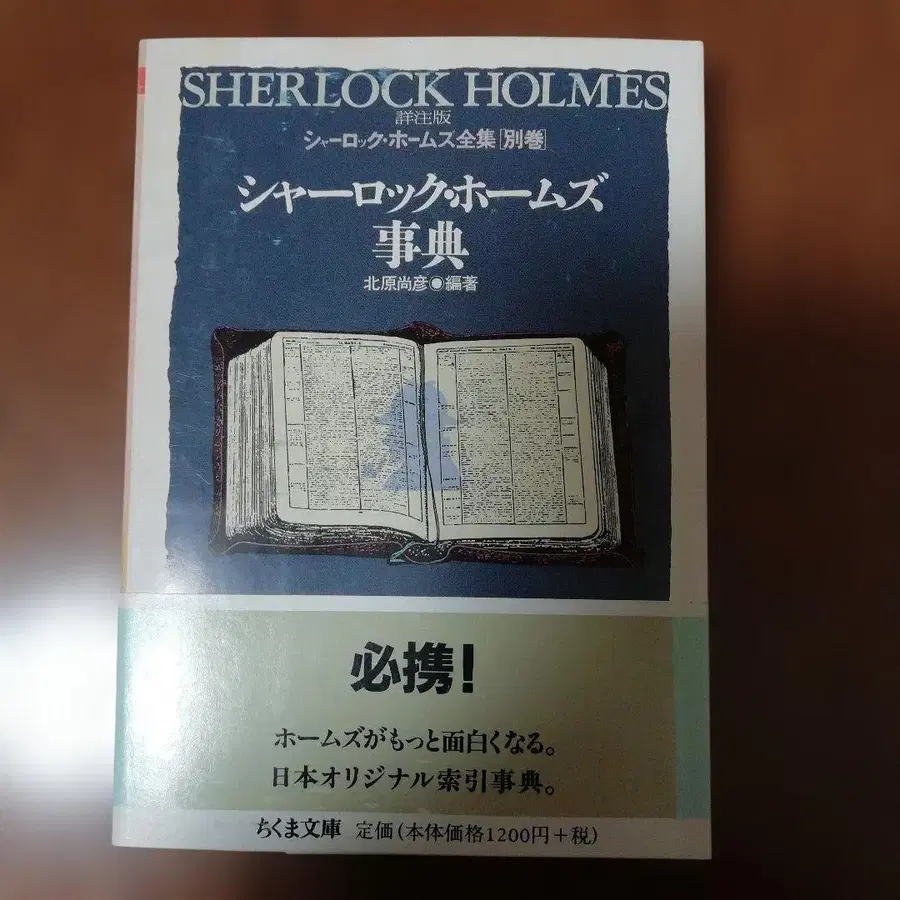 SHERLOCK HOLMES
詳注版
シャーロック・ホームズ全集[別巻]
シャーロック・ホームズ
事典
北原尚彦◉編著
必携!
ホームズがもっと面白くなる。
日本オリジナル索引事典。
ちくま文庫 定価(本体価格1200円+税)